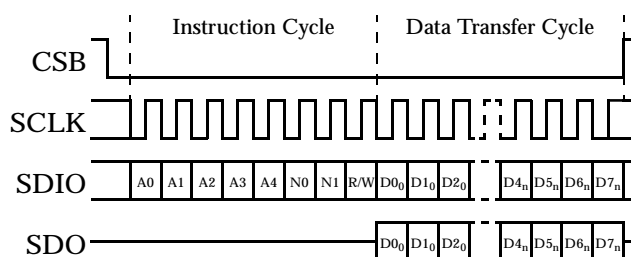 Instruction Cycle Data Transfer Cycle
CSB
SCLK
SDIO A0 A1 A2 A3 A4 N0 N1 R/W D0₀ D1₀ D2₀ D4ₙ D5ₙ D6ₙ D7ₙ
SDO D0₀ D1₀ D2₀ D4ₙ D5ₙ D6ₙ D7ₙ